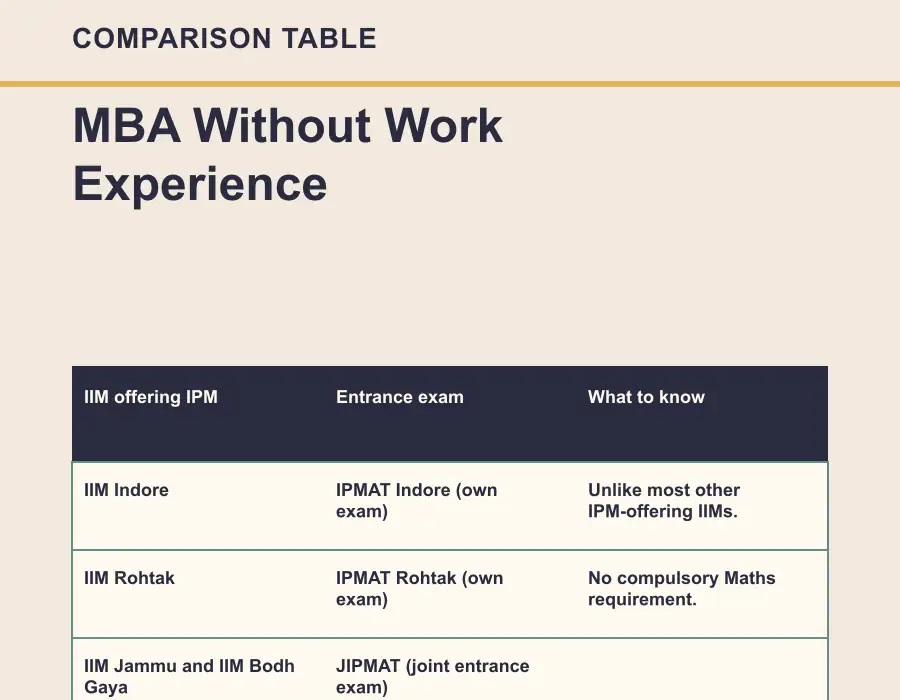 COMPARISON TABLE
MBA Without Work
Experience
IIM offering IPM
Entrance exam
What to know
IIM Indore
IPMAT Indore (own
exam)
Unlike most other
IPM-offering IIMs.
IIM Rohtak
IPMAT Rohtak (own
exam)
No compulsory Maths
requirement.
IIM Jammu and IIM Bodh
Gaya
JIPMAT (joint entrance
exam)